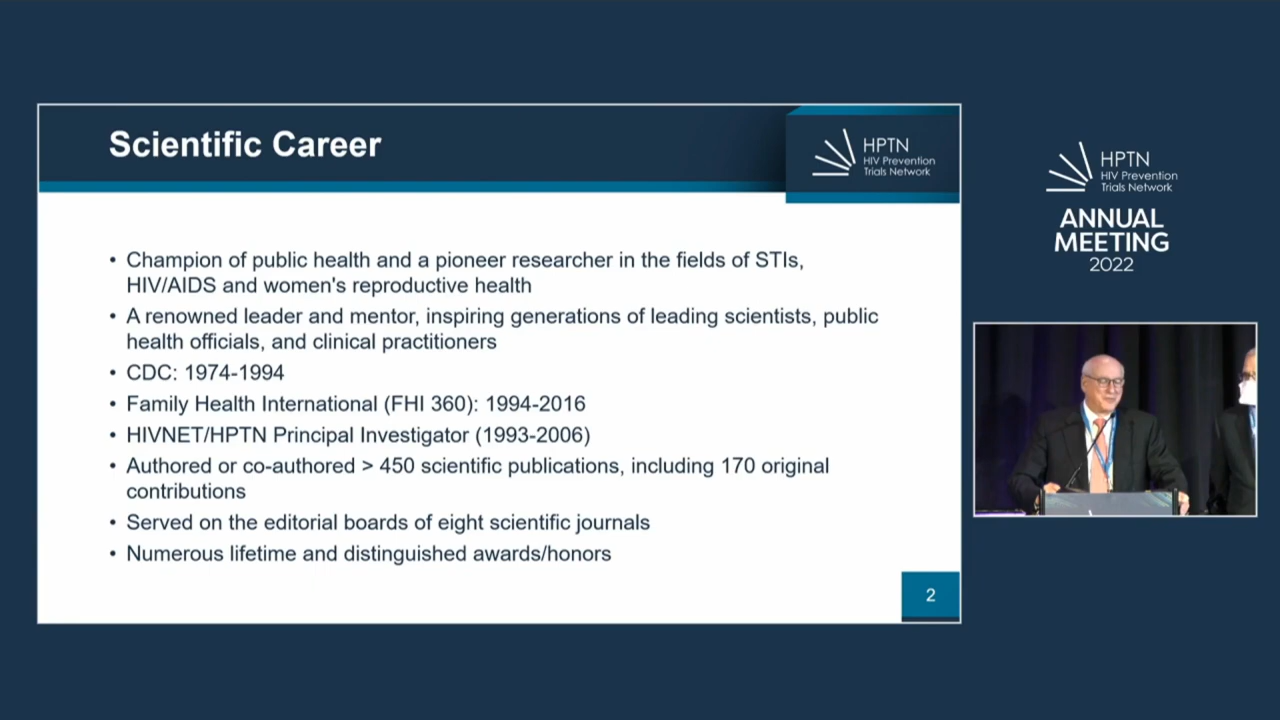 Scientific Career
HPTN
HIV Prevention
Trials Network
• Champion of public health and a pioneer researcher in the fields of STIs,
HIV/AIDS and women's reproductive health
• A renowned leader and mentor, inspiring generations of leading scientists, public
health officials, and clinical practitioners
• CDC: 1974-1994
• Family Health International (FHI 360): 1994-2016
• HIVNET/HPTN Principal Investigator (1993-2006)
• Authored or co-authored > 450 scientific publications, including 170 original
contributions
• Served on the editorial boards of eight scientific journals
• Numerous lifetime and distinguished awards/honors
2
HPTN
HIV Prevention
Trials Network
ANNUAL
MEETING
2022